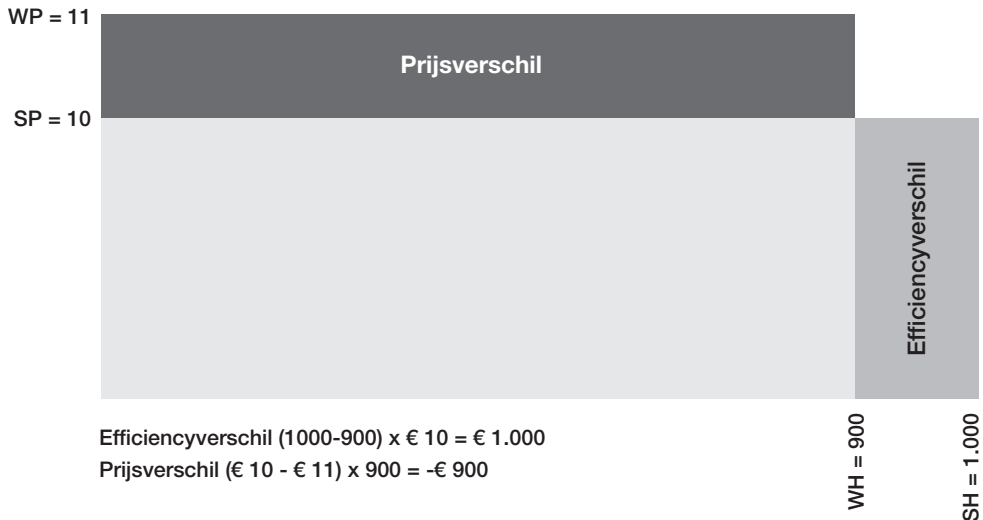 WP = 11
Prijsverschil
SP = 10
Efficiencyverschil
Efficiencyverschil (1000-900) x € 10 = € 1.000
Prijsverschil (€ 10 - € 11) x 900 = -€ 900
WH = 900
SH = 1.000